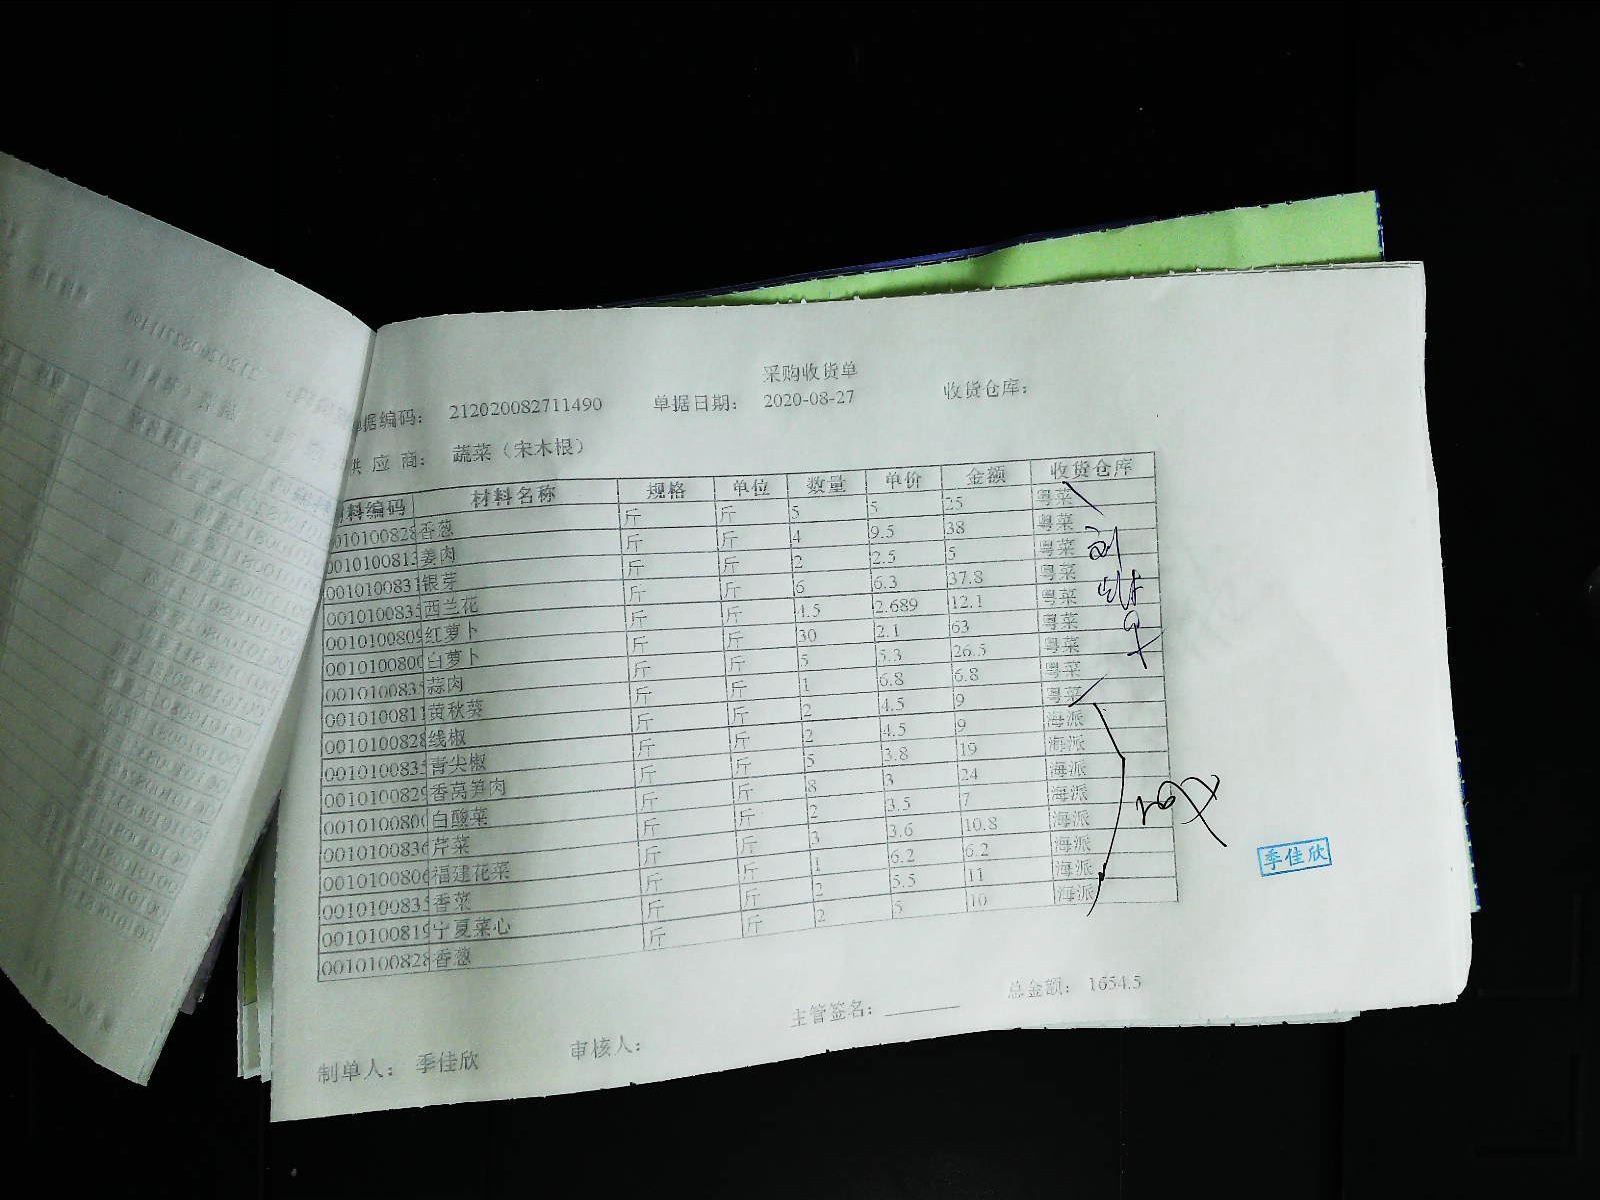 采购收货单
单据编码： 212020082711490 单据日期： 2020-08-27 收货仓库：
供 应 商： 蔬菜（宋木根）
材料编码 材料名称 规格 单位 数量 单价 金额 收货仓库
0010100828 香葱 斤 斤 5 5 25 粤菜
0010100813 姜肉 斤 斤 4 9.5 38 粤菜
0010100831 银芽 斤 斤 2 2.5 5 粤菜
0010100835 西兰花 斤 斤 6 6.3 37.8 粤菜
0010100809 红萝卜 斤 斤 4.5 2.689 12.1 粤菜
0010100800 白萝卜 斤 斤 30 2.1 63 粤菜
0010100835 蒜肉 斤 斤 5 5.3 26.5 粤菜
0010100811 黄秋葵 斤 斤 1 6.8 6.8 粤菜
0010100828 线椒 斤 斤 2 4.5 9 粤菜
0010100835 青尖椒 斤 斤 2 4.5 9 海派
0010100829 香莴笋肉 斤 斤 5 3.8 19 海派
0010100800 白酸菜 斤 斤 8 3 24 海派
0010100836 芹菜 斤 斤 2 3.5 7 海派
0010100806 福建花菜 斤 斤 3 3.6 10.8 海派
0010100835 香菜 斤 斤 1 6.2 6.2 海派
0010100819 宁夏菜心 斤 斤 2 5.5 11 海派
0010100828 香葱 斤 斤 2 5 10 海派
季佳欣
总金额： 1654.5
主管签名：
制单人： 季佳欣 审核人：